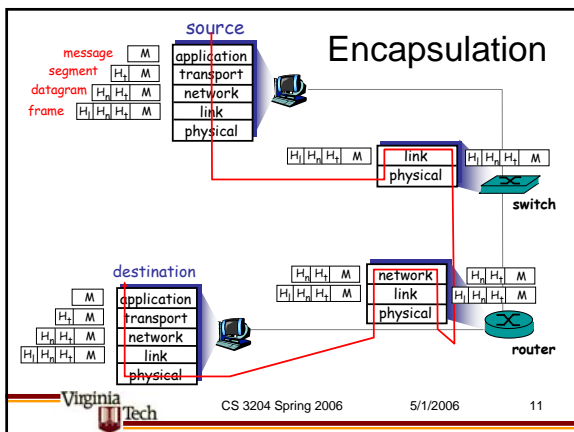 Encapsulation
source
message M application
segment Ht M transport
datagram Hn Ht M network
frame Hl Hn Ht M link
physical
Hl Hn Ht M link Hl Hn Ht M
physical
switch
destination
M application
Ht M transport
Hn Ht M network
Hl Hn Ht M link
physical
Hn Ht M network Hn Ht M
Hl Hn Ht M link Hl Hn Ht M
physical
router
Virginia Tech CS 3204 Spring 2006 5/1/2006 11